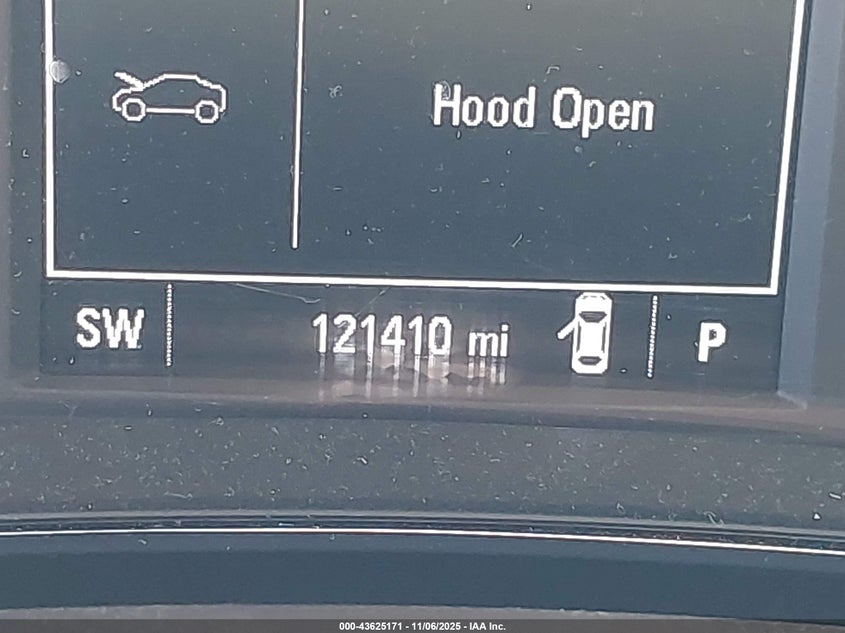 Hood Open
SW 121410 mi P
000-43625171 - 11/06/2025 - IAA Inc.